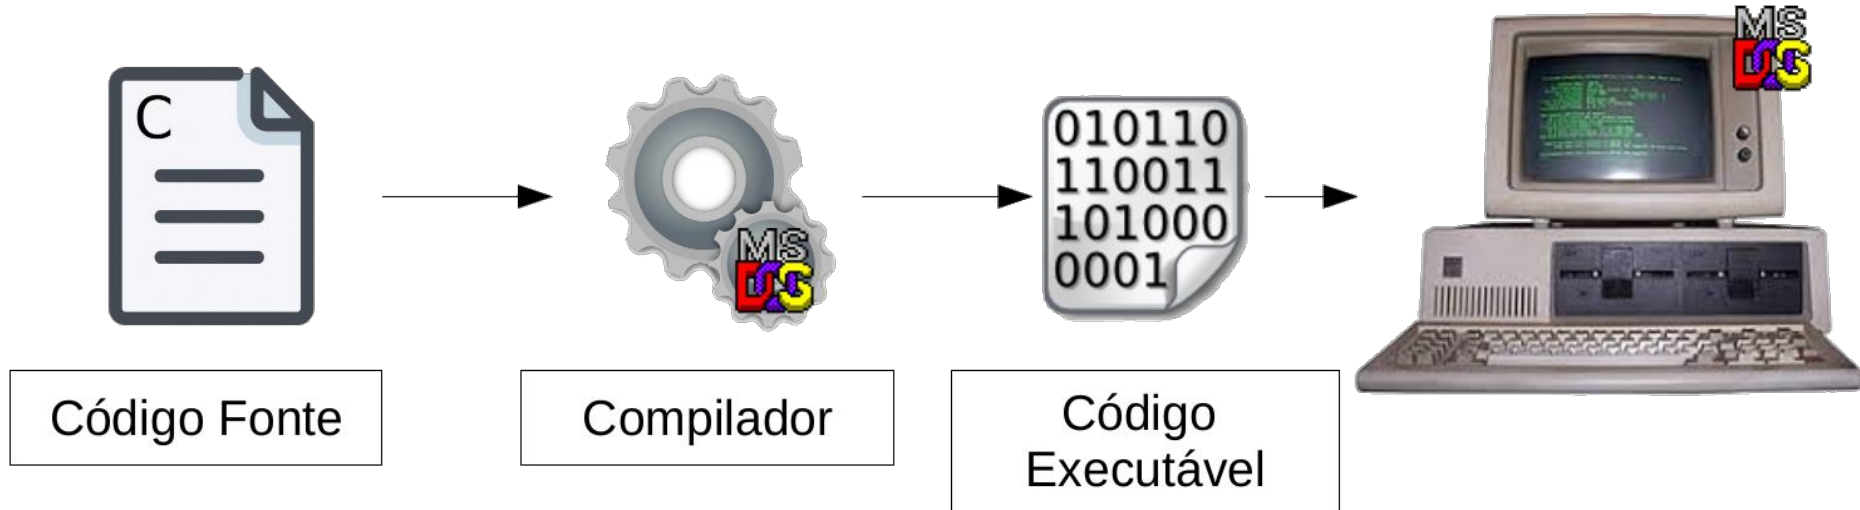 C
MS
DOS
010110
110011
101000
0001
MS
DOS
Código Fonte
Compilador
Código
Executável